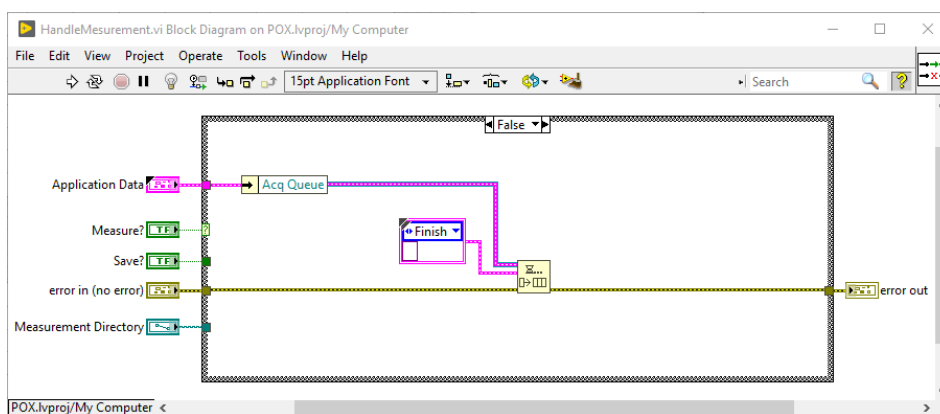 HandleMesurement.vi Block Diagram on POX.lvproj/My Computer
File Edit View Project Operate Tools Window Help
15pt Application Font
Search
?
False
Application Data
Acq Queue
Measure? TF
?
Finish
Save? TF
error in (no error)
error out
Measurement Directory
POX.lvproj/My Computer